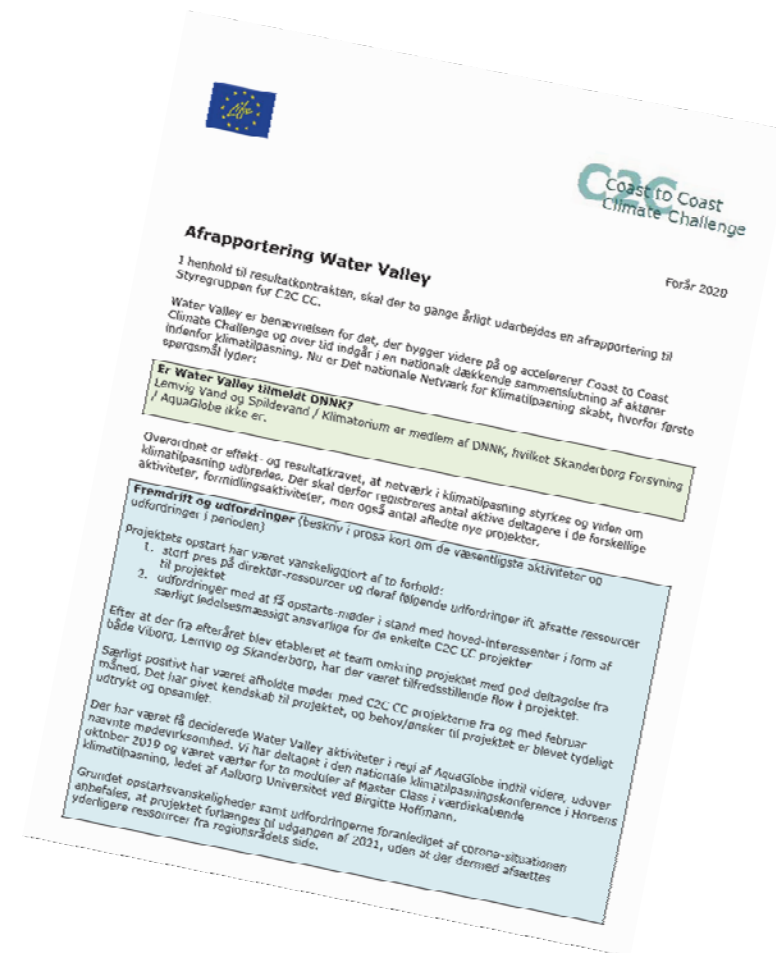 Life
C2C
Coast to Coast
Climate Challenge
Afrapportering Water Valley
Forår 2020
I henhold til resultatkontrakten, skal der to gange årligt udarbejdes en afrapportering til
Styregruppen for C2C CC.
Water Valley er benævnelsen for det, der bygger videre på og accelererer Coast to Coast
Climate Challenge og over tid indgår i en nationalt dækkende sammenslutning af aktører
indenfor klimatilpasning. Nu er Det nationale Netværk for Klimatilpasning skabt, hvorfor første
spørgsmål lyder:
Er Water Valley tilmeldt DNNK?
Lemvig Vand og Spildevand / Klimatorium er medlem af DNNK, hvilket Skanderborg Forsyning
/ AquaGlobe ikke er.
Overordnet er effekt- og resultatkravet, at netværk i klimatilpasning styrkes og viden om
klimatilpasning udbredes. Der skal derfor registreres antal aktive deltagere i de forskellige
aktiviteter, formidlingsaktiviteter, men også antal afledte nye projekter.
Fremdrift og udfordringer (beskriv i prosa kort om de væsentligste aktiviteter og
udfordringer i perioden)
Projektets opstart har været vanskeliggjort af to forhold:
1. stort pres på direktør-ressourcer og deraf følgende udfordringer ift afsatte ressourcer
til projektet
2. udfordringer med at få opstarts-møder i stand med hoved-interessenter i form af
særligt ledelsesmæssigt ansvarlige for de enkelte C2C CC projekter
Efter at der fra efteråret blev etableret et team omkring projektet med god deltagelse fra
både Viborg, Lemvig og Skanderborg, har der været tilfredsstillende flow i projektet.
Særligt positivt har været afholdte møder med C2C CC projekterne fra og med februar
måned. Det har givet kendskab til projektet, og behov/ønsker til projektet er blevet tydeligt
udtrykt og opsamlet.
Der har været få deciderede Water Valley aktiviteter i regi af AquaGlobe indtil videre, udover
nævnte mødevirksomhed. Vi har deltaget i den nationale klimatilpasningskonference i Horsens
oktober 2019 og været værter for to moduler af Master Class i værdiskabende
klimatilpasning, ledet af Aalborg Universitet ved Birgitte Hoffmann.
Grundet opstartsvanskeligheder samt udfordringerne foranlediget af corona-situationen
anbefales, at projektet forlænges til udgangen af 2021, uden at der dermed afsættes
yderligere ressourcer fra regionsrådets side.